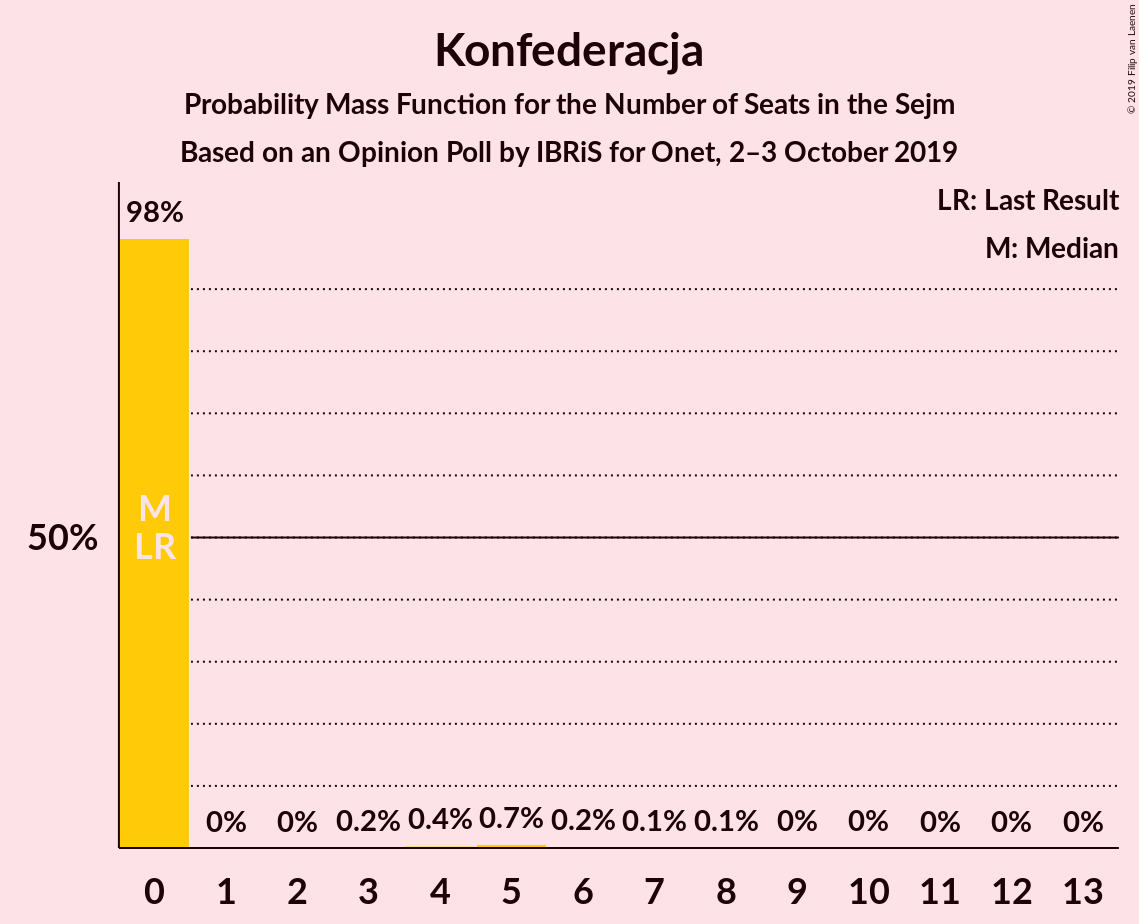 Konfederacja
Probability Mass Function for the Number of Seats in the Sejm
Based on an Opinion Poll by IBRiS for Onet, 2–3 October 2019
© 2019 Filip van Laenen
LR: Last Result
M: Median
98%
M
LR
50%
0% 0% 0.2% 0.4% 0.7% 0.2% 0.1% 0.1% 0% 0% 0% 0% 0%
0 1 2 3 4 5 6 7 8 9 10 11 12 13